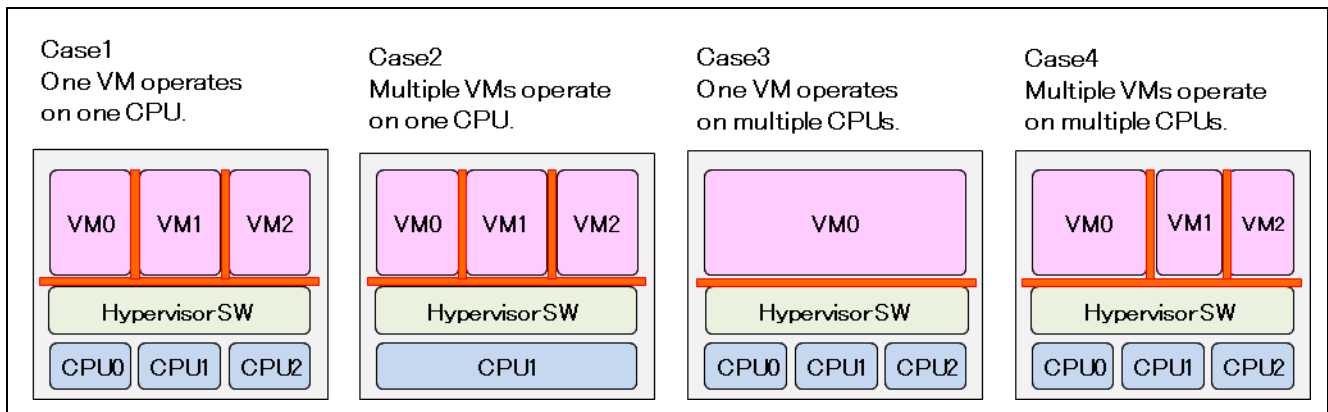 Case1
One VM operates
on one CPU.
VM0
VM1
VM2
Hypervisor SW
CPU0
CPU1
CPU2
Case2
Multiple VMs operate
on one CPU.
VM0
VM1
VM2
Hypervisor SW
CPU1
Case3
One VM operates
on multiple CPUs.
VM0
Hypervisor SW
CPU0
CPU1
CPU2
Case4
Multiple VMs operate
on multiple CPUs.
VM0
VM1
VM2
Hypervisor SW
CPU0
CPU1
CPU2